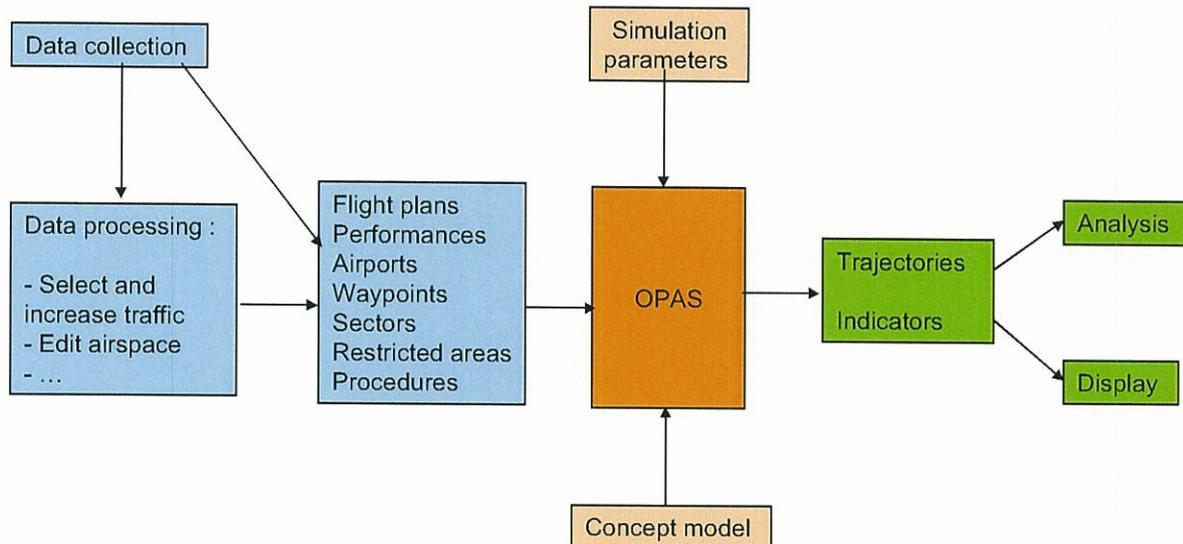 Data collection
Simulation
parameters
Data processing :
- Select and
increase traffic
- Edit airspace
- ...
Flight plans
Performances
Airports
Waypoints
Sectors
Restricted areas
Procedures
OPAS
Trajectories
Indicators
Analysis
Display
Concept model